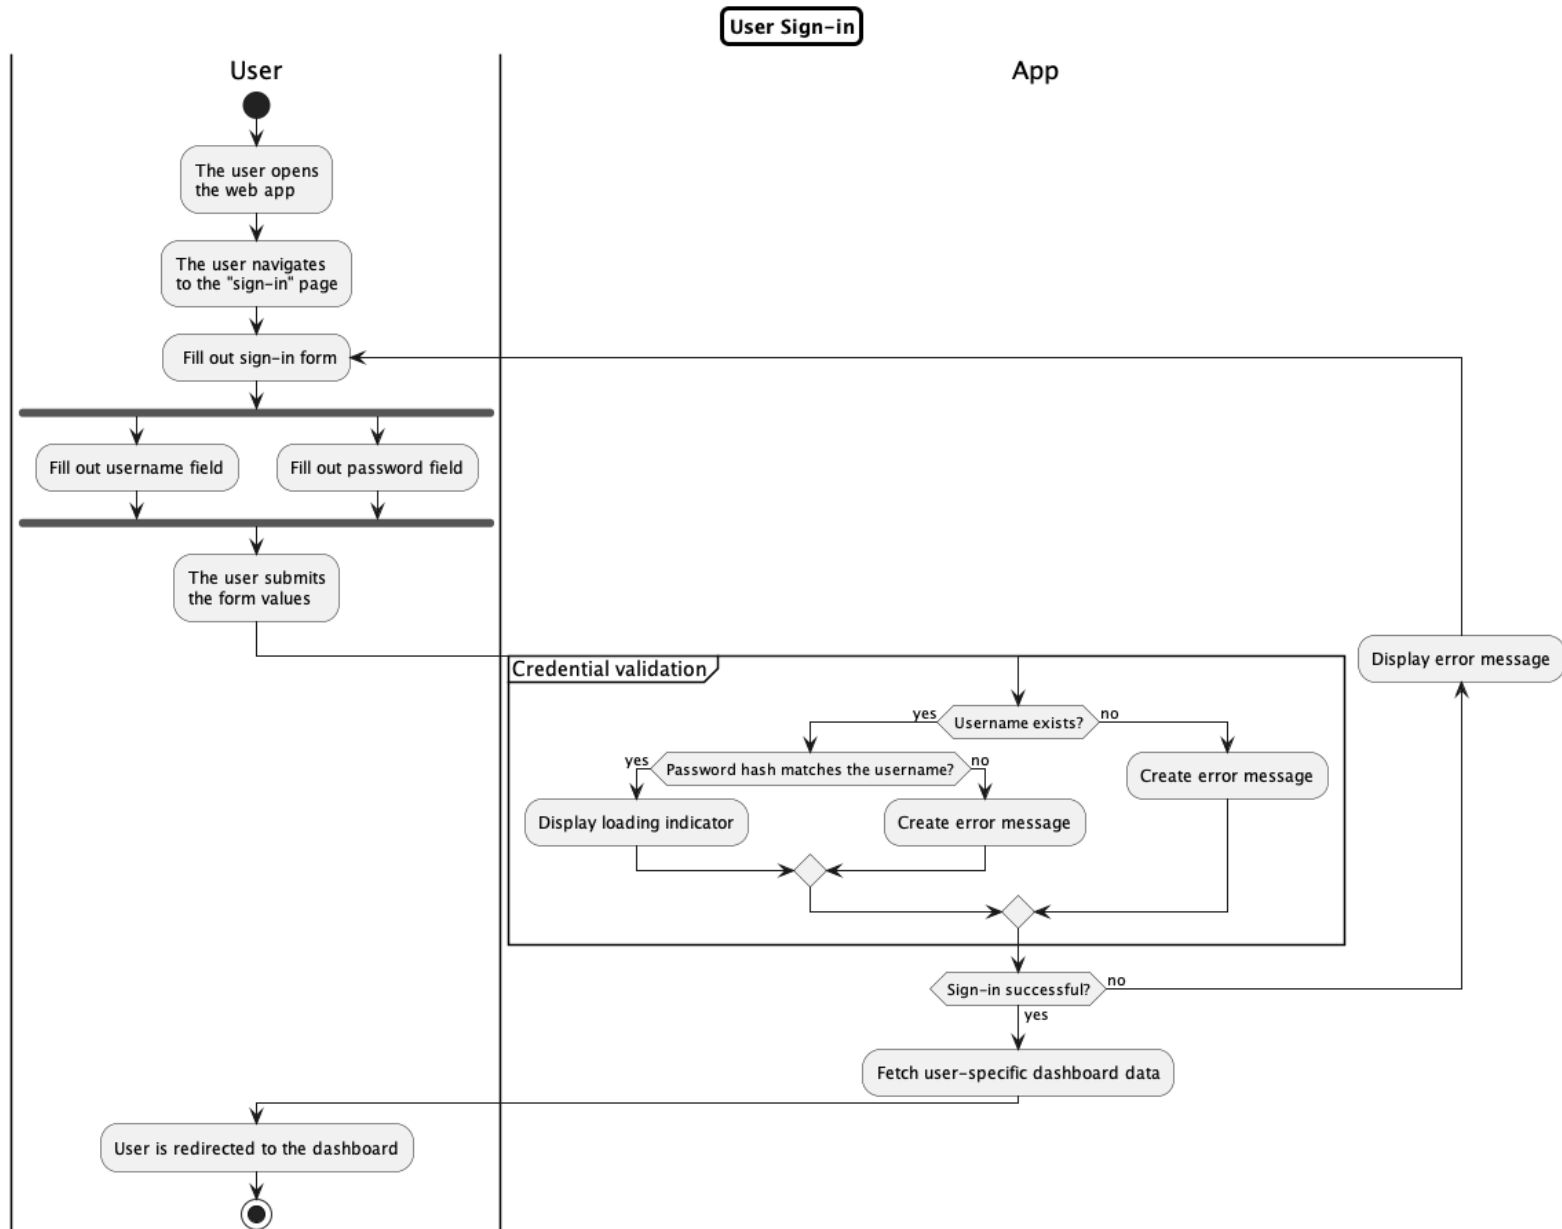 User Sign-in
User
App
The user opens
the web app
The user navigates
to the "sign-in" page
Fill out sign-in form
Fill out username field
Fill out password field
The user submits
the form values
Credential validation
Display error message
yes
Username exists?
no
yes
Password hash matches the username?
no
Create error message
Display loading indicator
Create error message
Sign-in successful?
no
yes
Fetch user-specific dashboard data
User is redirected to the dashboard